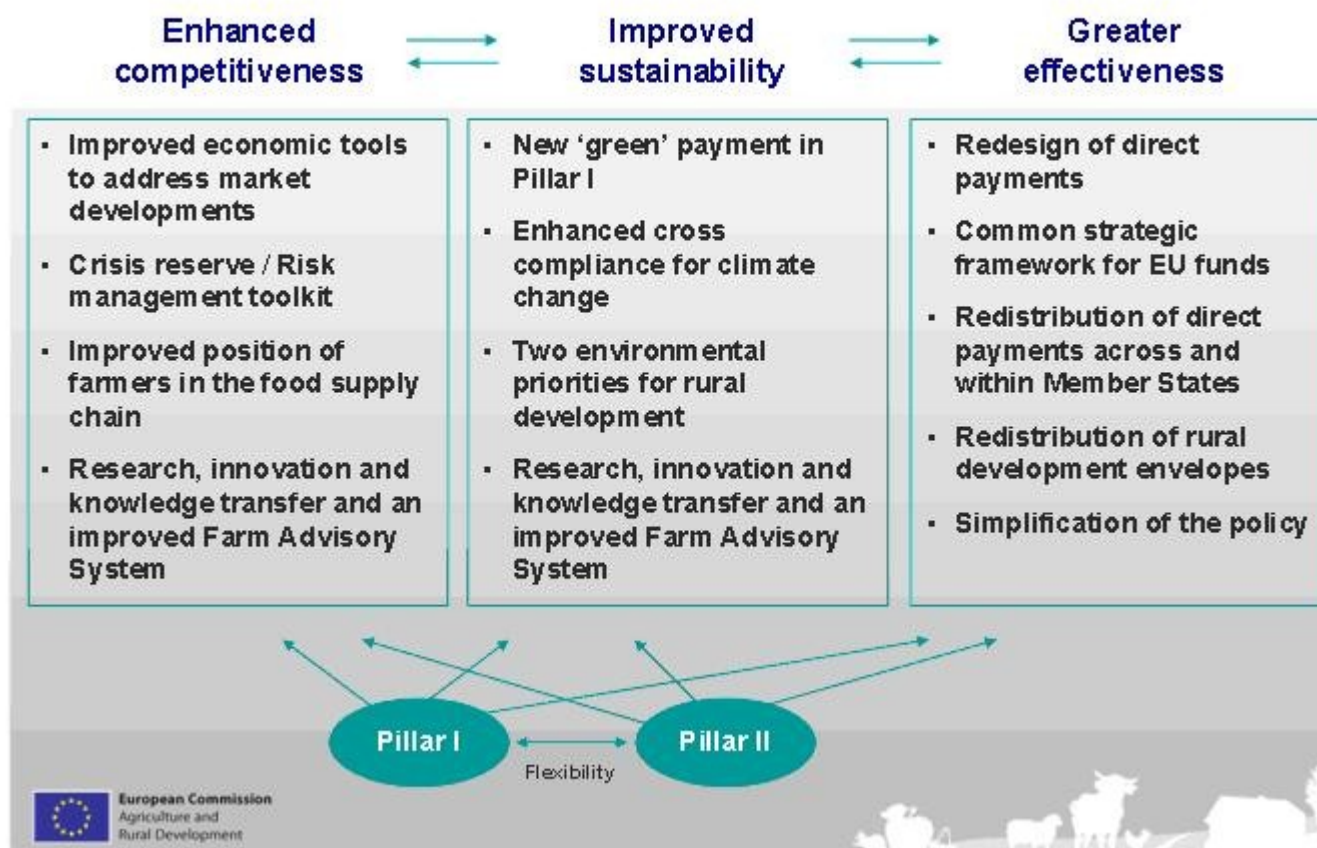 Enhanced
competitiveness
Improved
sustainability
Greater
effectiveness
▪ Improved economic tools
to address market
developments
▪ Crisis reserve / Risk
management toolkit
▪ Improved position of
farmers in the food supply
chain
▪ Research, innovation and
knowledge transfer and an
improved Farm Advisory
System
▪ New ‘green’ payment in
Pillar I
▪ Enhanced cross
compliance for climate
change
▪ Two environmental
priorities for rural
development
▪ Research, innovation and
knowledge transfer and an
improved Farm Advisory
System
▪ Redesign of direct
payments
▪ Common strategic
framework for EU funds
▪ Redistribution of direct
payments across and
within Member States
▪ Redistribution of rural
development envelopes
▪ Simplification of the policy
Pillar I
Pillar II
Flexibility
European Commission
Agriculture and
Rural Development